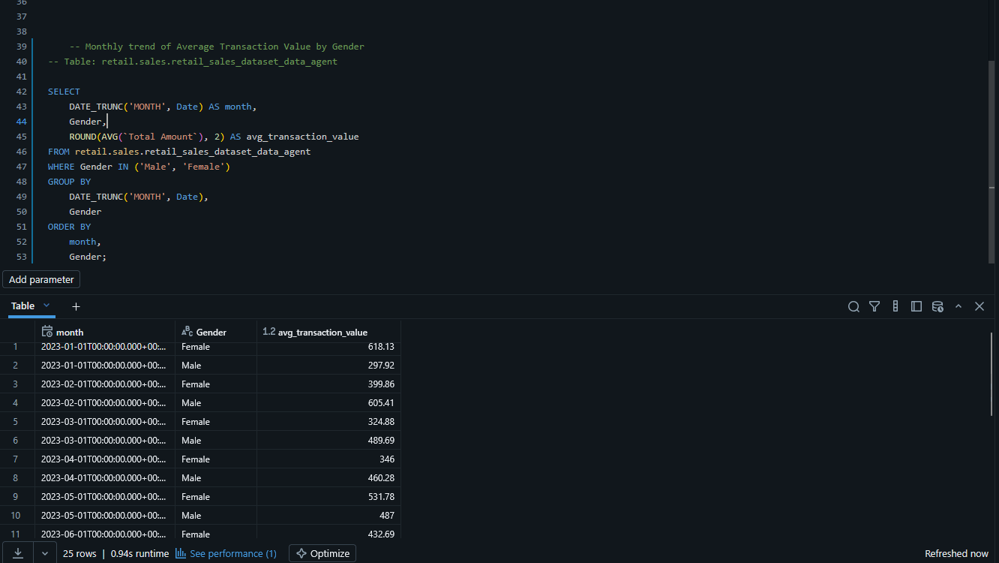 36
37
38
39 -- Monthly trend of Average Transaction Value by Gender
40 -- Table: retail.sales.retail_sales_dataset_data_agent
41
42 SELECT
43 DATE_TRUNC('MONTH', Date) AS month,
44 Gender,
45 ROUND(AVG(`Total Amount`), 2) AS avg_transaction_value
46 FROM retail.sales.retail_sales_dataset_data_agent
47 WHERE Gender IN ('Male', 'Female')
48 GROUP BY
49 DATE_TRUNC('MONTH', Date),
50 Gender
51 ORDER BY
52 month,
53 Gender;
Add parameter
Table +
month Gender 1.2 avg_transaction_value
1 2023-01-01T00:00:00.000+00:... Female 618.13
2 2023-01-01T00:00:00.000+00:... Male 297.92
3 2023-02-01T00:00:00.000+00:... Female 399.86
4 2023-02-01T00:00:00.000+00:... Male 605.41
5 2023-03-01T00:00:00.000+00:... Female 324.88
6 2023-03-01T00:00:00.000+00:... Male 489.69
7 2023-04-01T00:00:00.000+00:... Female 346
8 2023-04-01T00:00:00.000+00:... Male 460.28
9 2023-05-01T00:00:00.000+00:... Female 531.78
10 2023-05-01T00:00:00.000+00:... Male 487
11 2023-06-01T00:00:00.000+00:... Female 432.69
25 rows | 0.94s runtime See performance (1) Optimize Refreshed now